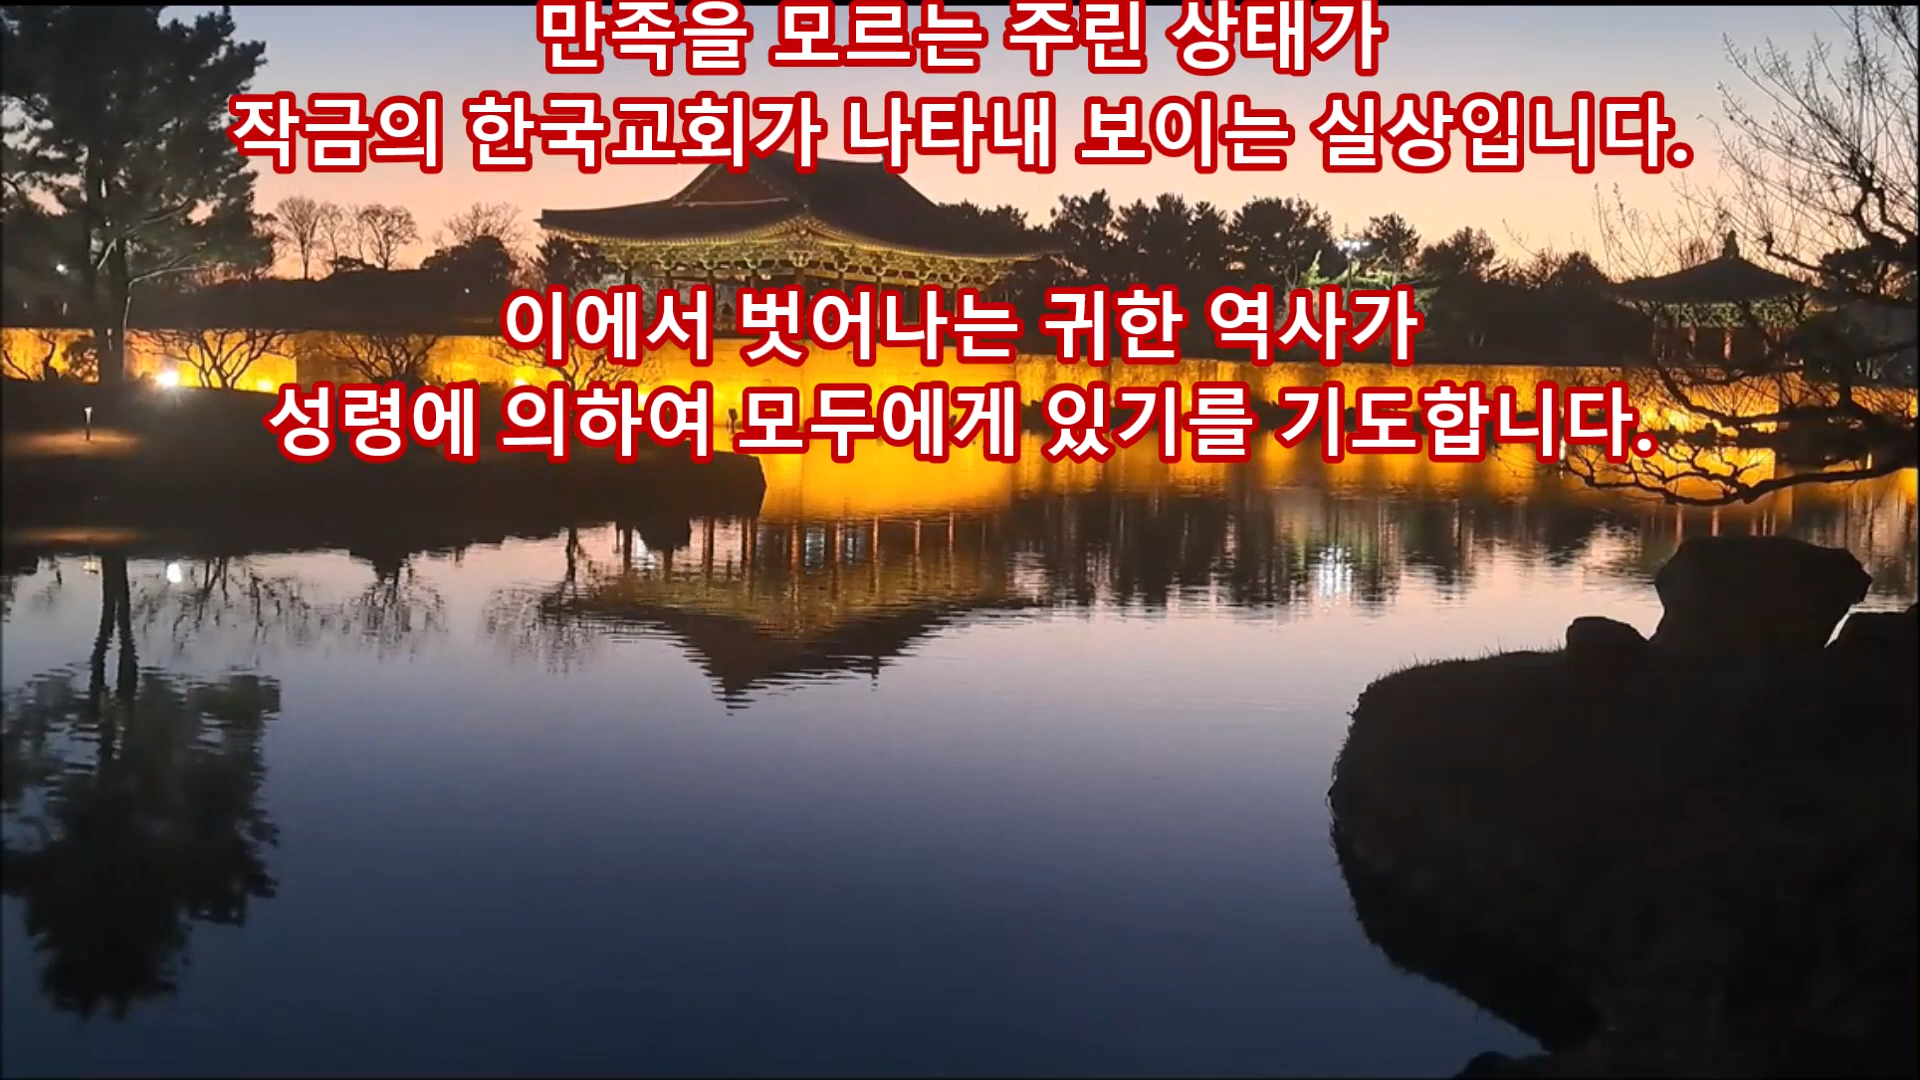 만족을 모르는 주린 상태가
작금의 한국교회가 나타내 보이는 실상입니다.
이에서 벗어나는 귀한 역사가
성령에 의하여 모두에게 있기를 기도합니다.